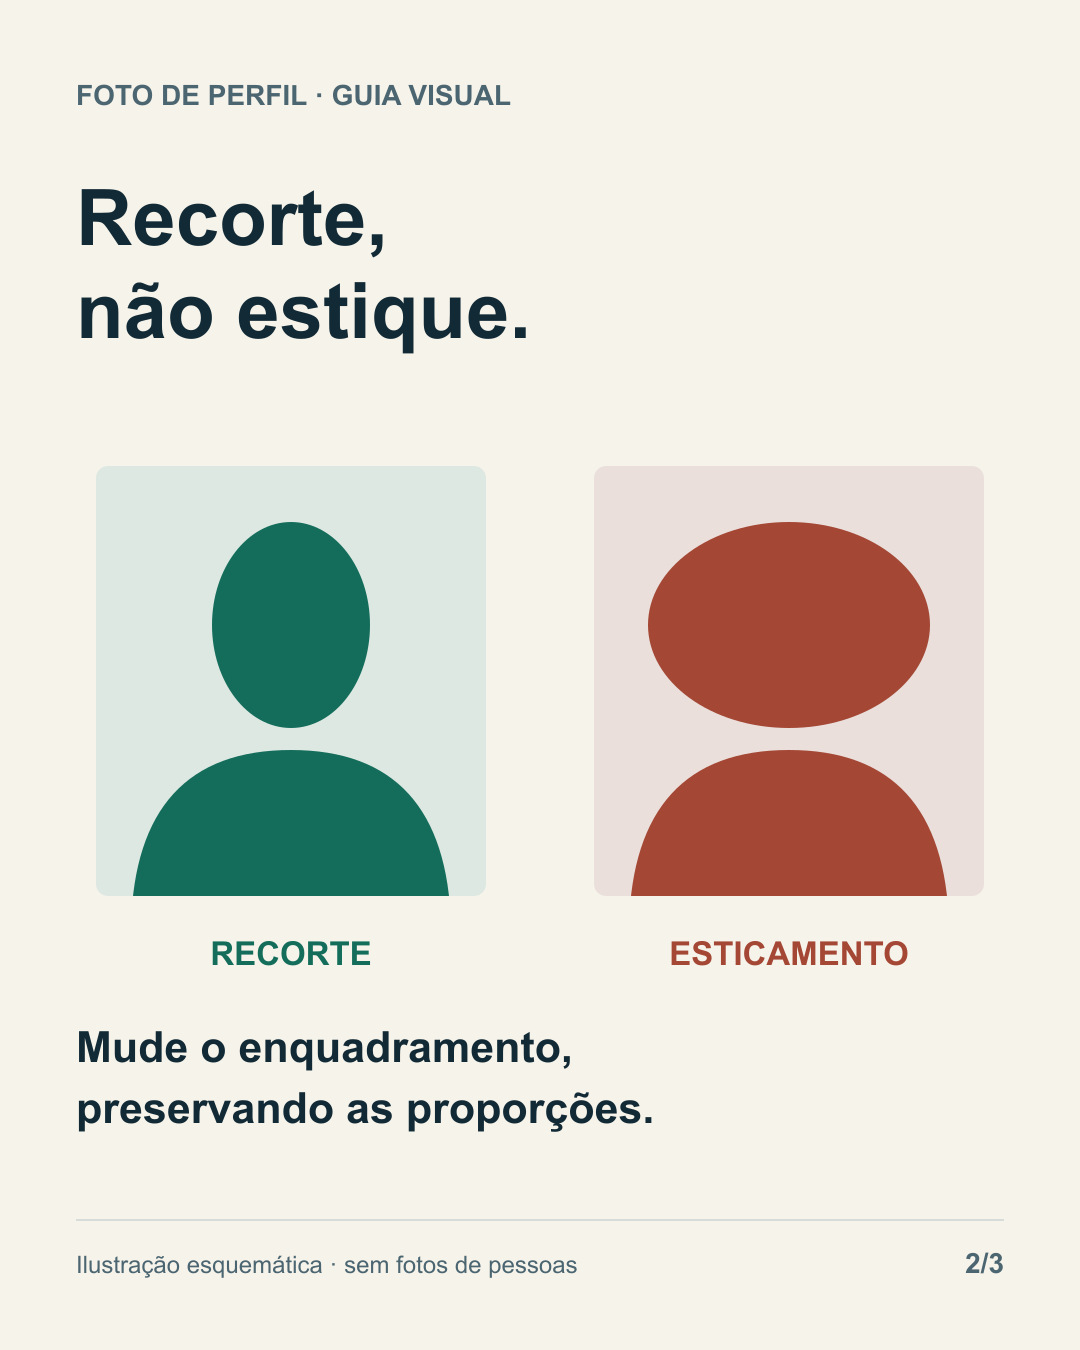 FOTO DE PERFIL · GUIA VISUAL
Recorte,
não estique.
RECORTE
ESTICAMENTO
Mude o enquadramento,
preservando as proporções.
Ilustração esquemática · sem fotos de pessoas
2/3